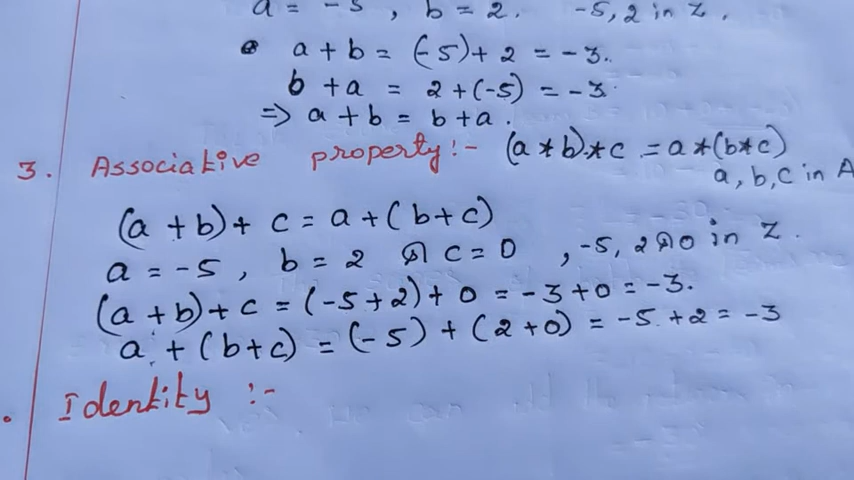 a = -5 , b = 2. -5, 2 in Z.
a + b = (-5) + 2 = -3.
b + a = 2 + (-5) = -3.
=> a + b = b + a.
3. Associative property :- (a * b) * c = a * (b * c)
a, b, c in A
(a + b) + c = a + (b + c)
a = -5 , b = 2 c = 0 , -5, 2 0 in Z.
(a + b) + c = (-5 + 2) + 0 = -3 + 0 = -3.
a + (b + c) = (-5) + (2 + 0) = -5 + 2 = -3
. Identity :-